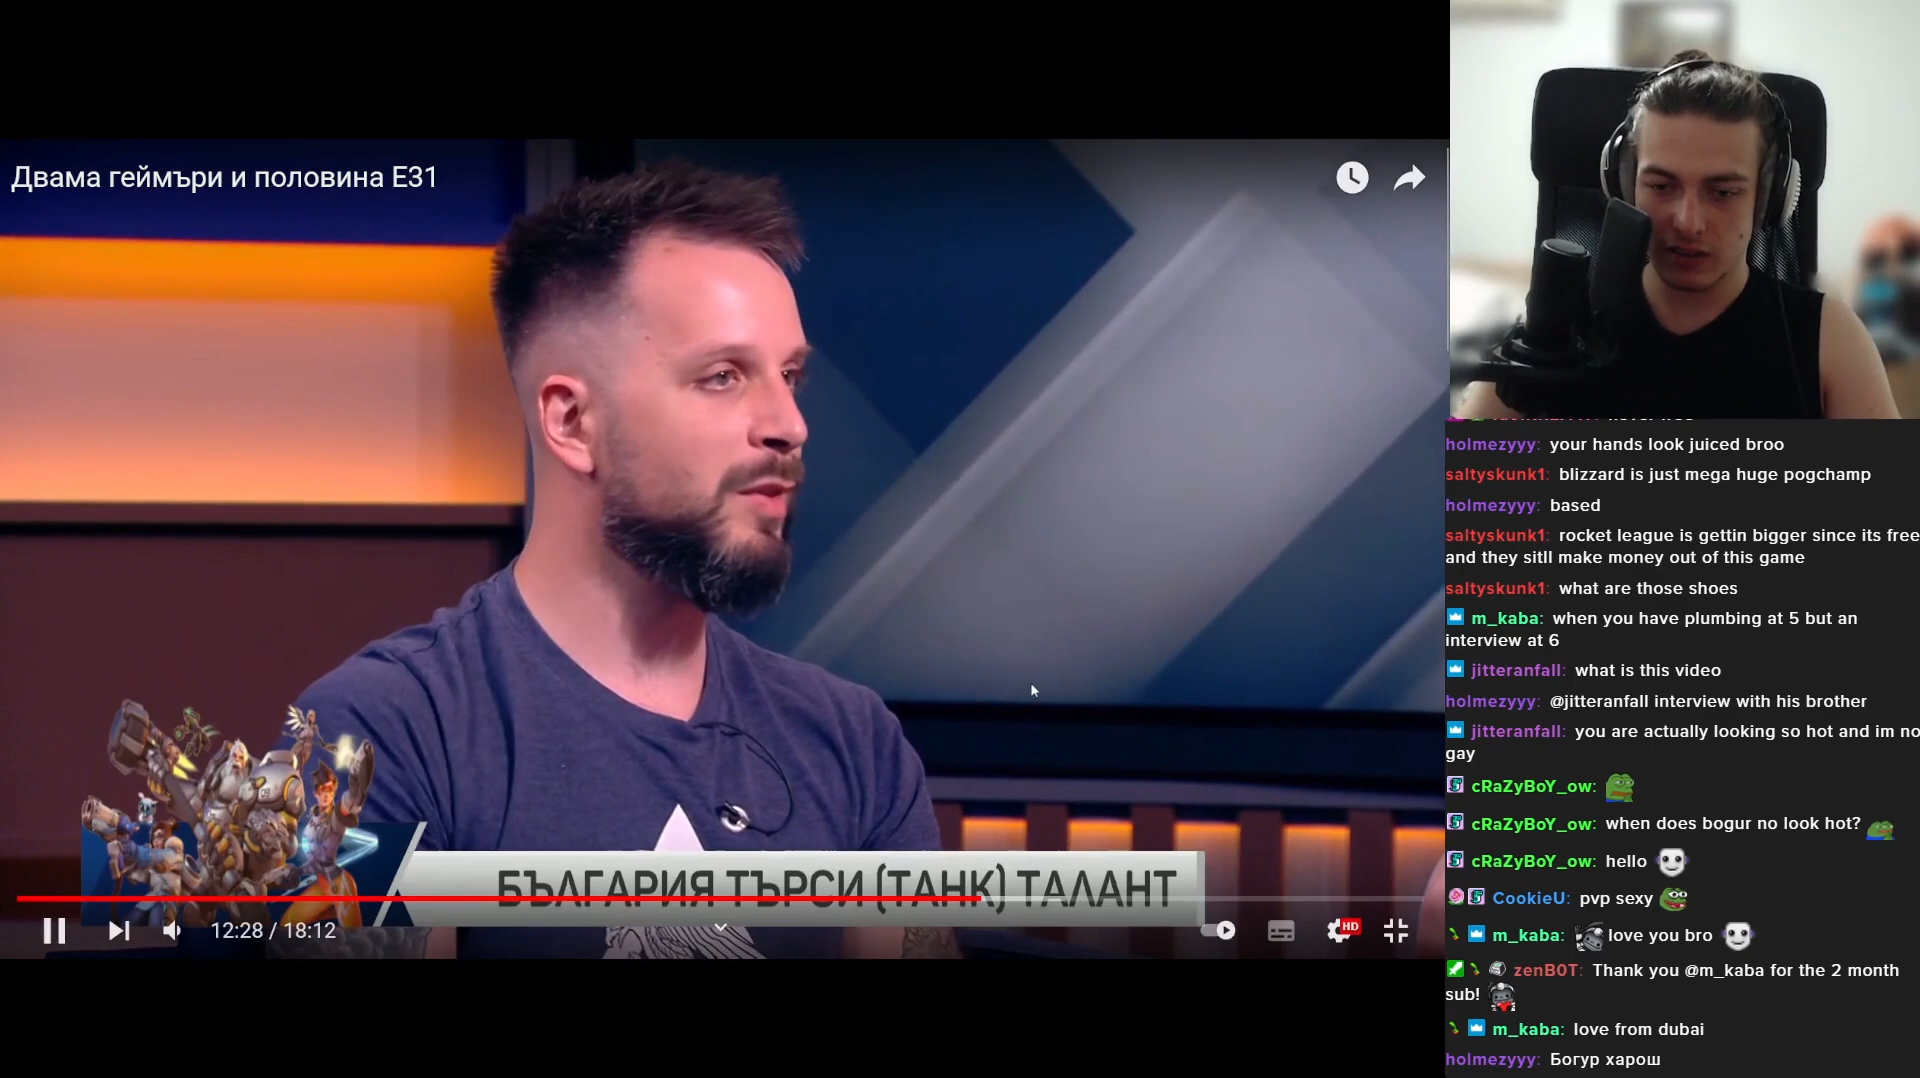 Двама геймъри и половина E31
БЪЛГАРИЯ ТЪРСИ (ТАНК) ТАЛАНТ
12:28 / 18:12
HD
holmezyyy: your hands look juiced broo
saltyskunk1: blizzard is just mega huge pogchamp
holmezyyy: based
saltyskunk1: rocket league is gettin bigger since its free
and they sitll make money out of this game
saltyskunk1: what are those shoes
m_kaba: when you have plumbing at 5 but an
interview at 6
jitteranfall: what is this video
holmezyyy: @jitteranfall interview with his brother
jitteranfall: you are actually looking so hot and im no
gay
cRaZyBoY_ow:
cRaZyBoY_ow: when does bogur no look hot?
cRaZyBoY_ow: hello
CookieU: pvp sexy
m_kaba: love you bro
zenB0T: Thank you @m_kaba for the 2 month
sub!
m_kaba: love from dubai
holmezyyy: Богур харош